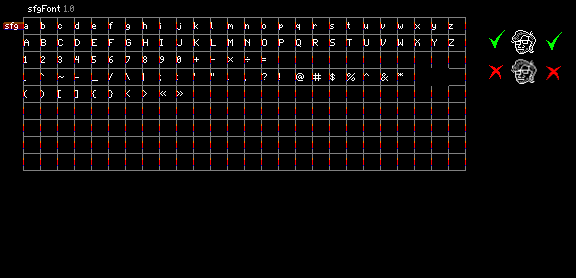 sfgFont 1.0
sfg a b c d e f g h i j k l m n o p q r s t u v w x y z
A B C D E F G H I J K L M N O P Q R S T U V W X Y Z
1 2 3 4 5 6 7 8 9 0 + - × ÷ =
~ - _ / \ | ; : ' " . , ? ! @ # $ % ^ & *
( ) [ ] { } < > « »